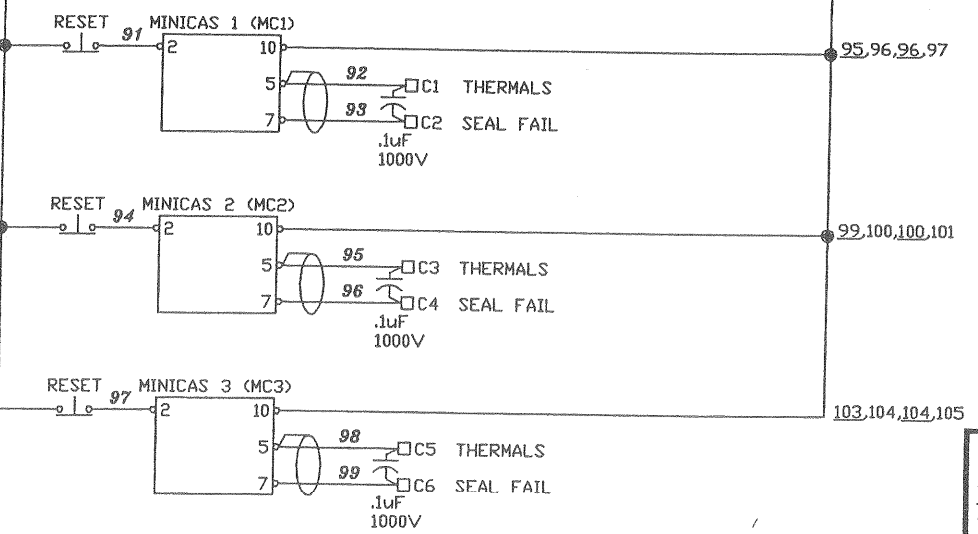 RESET 91 MINICAS 1 (MC1)
2 10 95,96,96,97
5 92 C1 THERMALS
7 93 C2 SEAL FAIL
.1uF
1000V
RESET 94 MINICAS 2 (MC2)
2 10 99,100,100,101
5 95 C3 THERMALS
7 96 C4 SEAL FAIL
.1uF
1000V
RESET 97 MINICAS 3 (MC3)
2 10 103,104,104,105
5 98 C5 THERMALS
7 99 C6 SEAL FAIL
.1uF
1000V